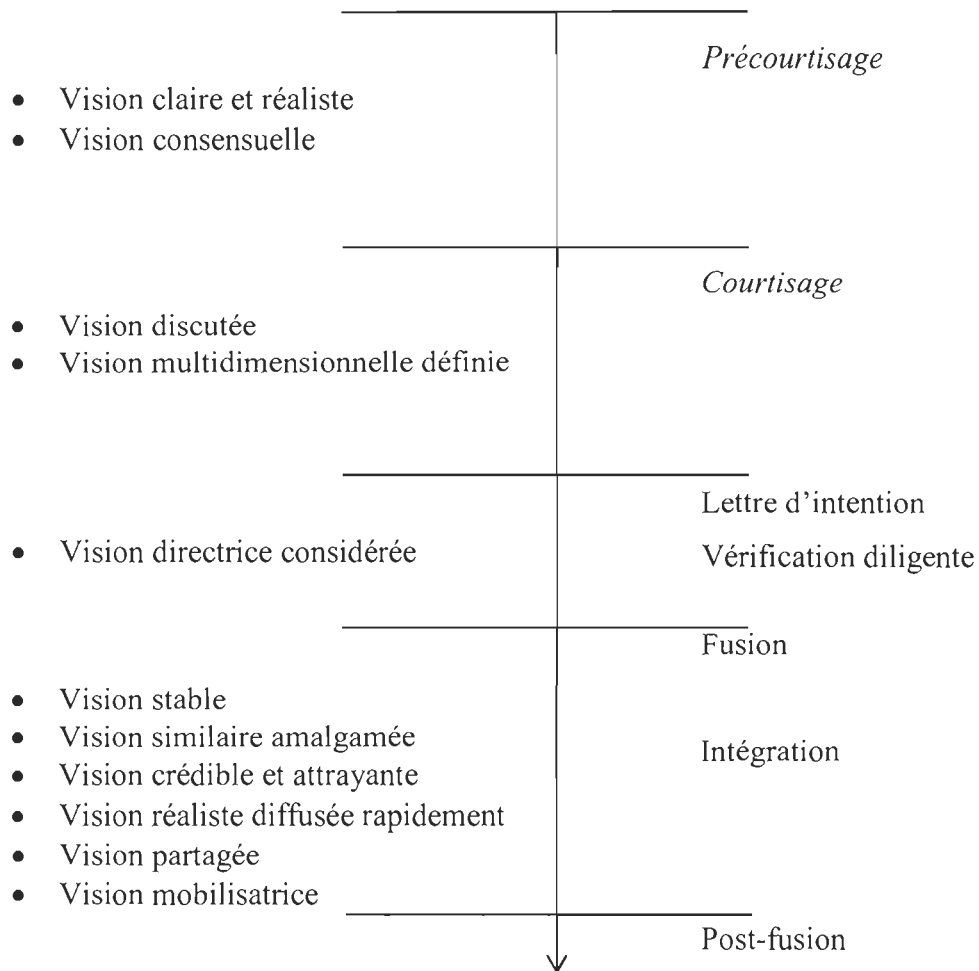 Précourtisage
• Vision claire et réaliste
• Vision consensuelle
Courtisage
• Vision discutée
• Vision multidimensionnelle définie
Lettre d'intention
• Vision directrice considérée
Vérification diligente
Fusion
• Vision stable
• Vision similaire amalgamée
Intégration
• Vision crédible et attrayante
• Vision réaliste diffusée rapidement
• Vision partagée
• Vision mobilisatrice
Post-fusion